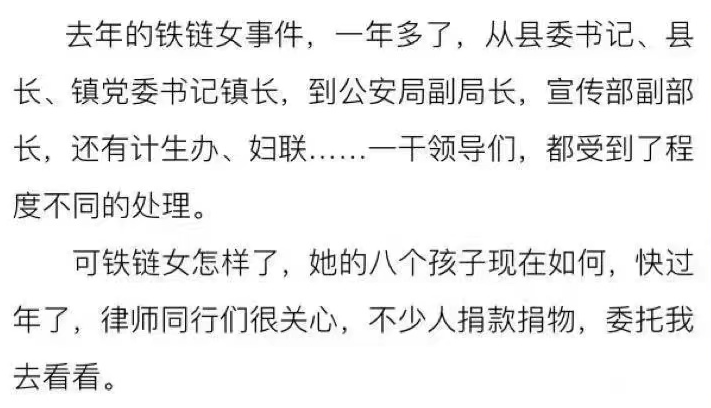 去年的铁链女事件，一年多了，从县委书记、县
长、镇党委书记镇长，到公安局副局长，宣传部副部
长，还有计生办、妇联……一干领导们，都受到了程
度不同的处理。
可铁链女怎样了，她的八个孩子现在如何，快过
年了，律师同行们很关心，不少人捐款捐物，委托我
去看看。